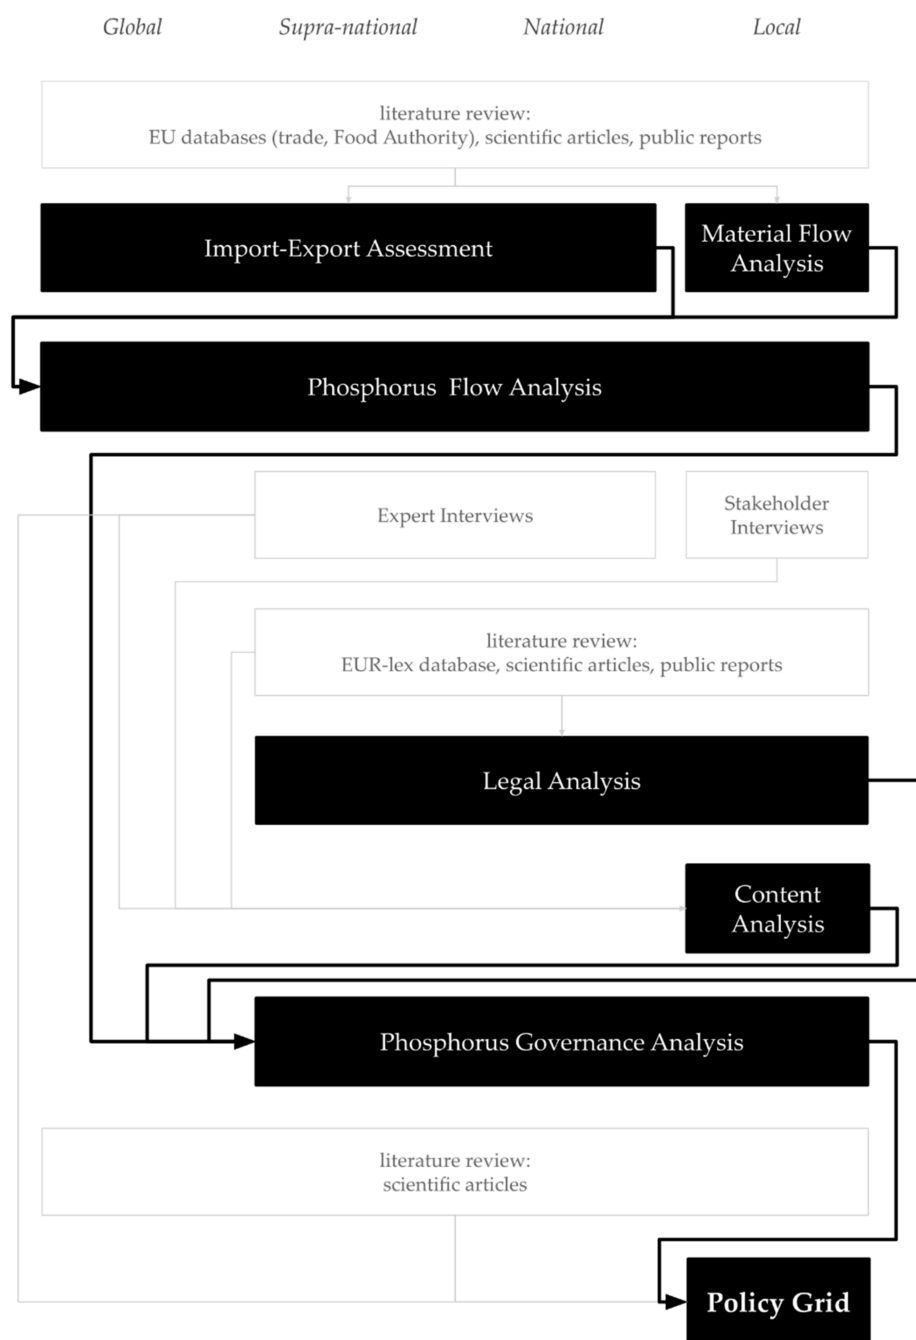 Global Supra-national National Local
literature review:
EU databases (trade, Food Authority), scientific articles, public reports
Import-Export Assessment
Material Flow
Analysis
Phosphorus Flow Analysis
Expert Interviews
Stakeholder
Interviews
literature review:
EUR-lex database, scientific articles, public reports
Legal Analysis
Content
Analysis
Phosphorus Governance Analysis
literature review:
scientific articles
Policy Grid